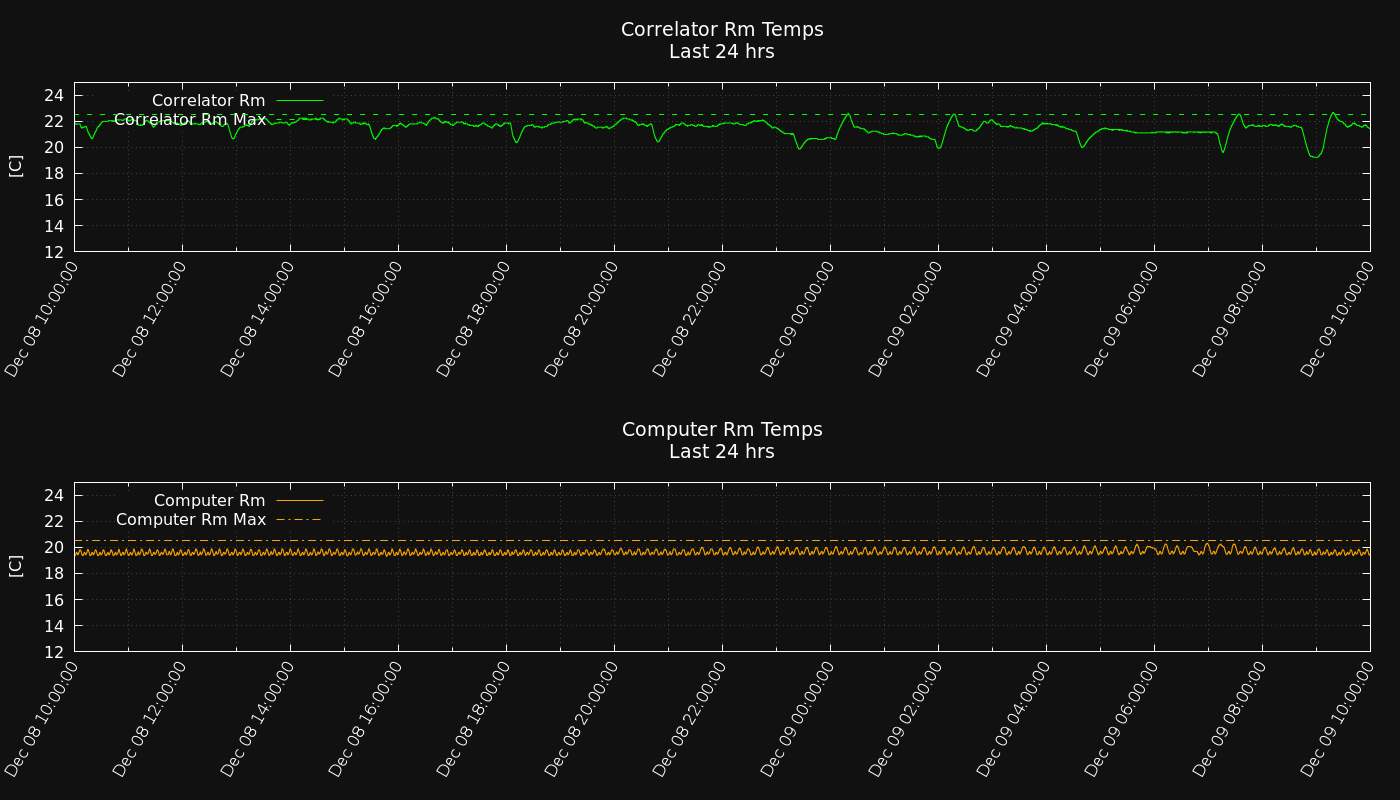 Correlator Rm Temps
Last 24 hrs
24
22
20
18
16
14
12
[C]
Correlator Rm
Correlator Rm Max
Dec 08 10:00:00
Dec 08 12:00:00
Dec 08 14:00:00
Dec 08 16:00:00
Dec 08 18:00:00
Dec 08 20:00:00
Dec 08 22:00:00
Dec 09 00:00:00
Dec 09 02:00:00
Dec 09 04:00:00
Dec 09 06:00:00
Dec 09 08:00:00
Dec 09 10:00:00
Computer Rm Temps
Last 24 hrs
24
22
20
18
16
14
12
[C]
Computer Rm
Computer Rm Max
Dec 08 10:00:00
Dec 08 12:00:00
Dec 08 14:00:00
Dec 08 16:00:00
Dec 08 18:00:00
Dec 08 20:00:00
Dec 08 22:00:00
Dec 09 00:00:00
Dec 09 02:00:00
Dec 09 04:00:00
Dec 09 06:00:00
Dec 09 08:00:00
Dec 09 10:00:00